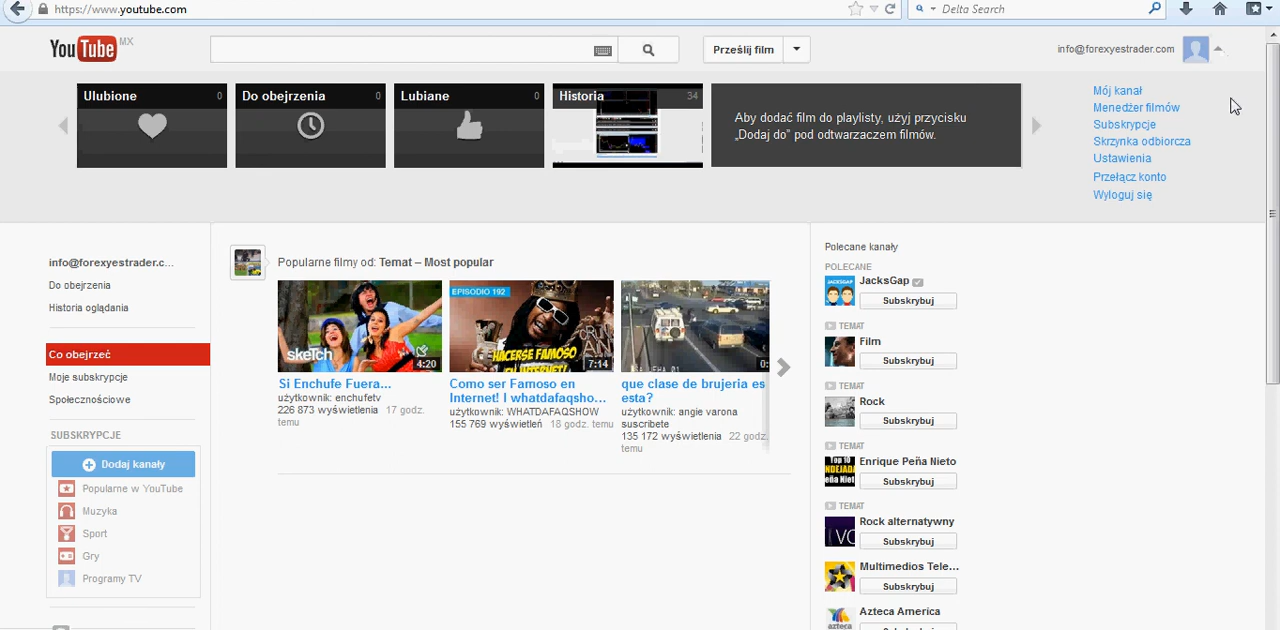 https://www.youtube.com
Delta Search
YouTube MX
Prześlij film
info@forexyestrader.com
Ulubione 0
Do obejrzenia 0
Lubiane 0
Historia 34
Aby dodać film do playlisty, użyj przycisku
„Dodaj do” pod odtwarzaczem filmów.
Mój kanał
Menedżer filmów
Subskrypcje
Skrzynka odbiorcza
Ustawienia
Przełącz konto
Wyloguj się
info@forexyestrader.c...
Do obejrzenia
Historia oglądania
Co obejrzeć
Moje subskrypcje
Społecznościowe
SUBSKRYPCJE
Dodaj kanały
Popularne w YouTube
Muzyka
Sport
Gry
Programy TV
Popularne filmy od: Temat – Most popular
sketch
4:20
Si Enchufe Fuera...
użytkownik: enchufetv
226 873 wyświetlenia 17 godz.
temu
EPISODIO 192
HACERSE FAMOSO
EN INTERNET!
7:14
Como ser Famoso en
Internet! I whatdafaqsho...
użytkownik: WHATDAFAQSHOW
155 769 wyświetleń 18 godz. temu
que clase de brujeria es
esta?
użytkownik: angie varona
suscribete
135 172 wyświetlenia 22 godz.
temu
Polecane kanały
POLECANE
JacksGap
Subskrybuj
TEMAT
Film
Subskrybuj
TEMAT
Rock
Subskrybuj
TEMAT
Enrique Peña Nieto
Subskrybuj
TEMAT
Rock alternatywny
Subskrybuj
Multimedios Tele...
Subskrybuj
Azteca America